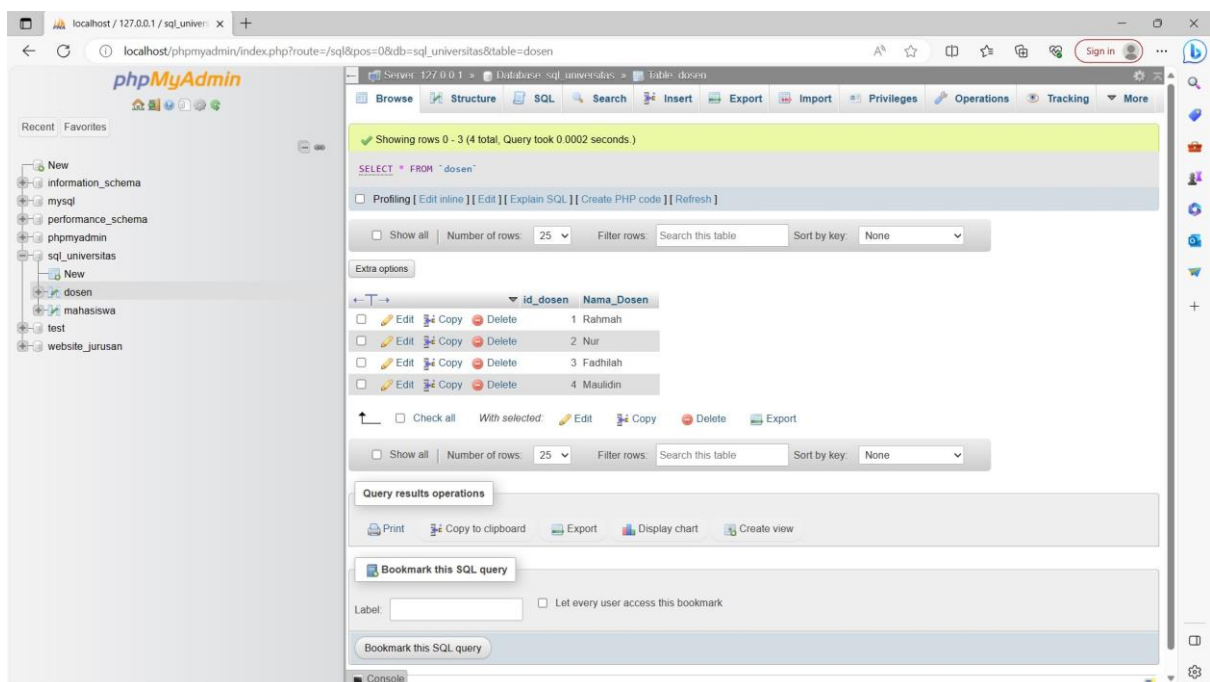 localhost / 127.0.0.1 / sql_univer
localhost/phpmyadmin/index.php?route=/sql&pos=0&db=sql_universitas&table=dosen
Sign in
phpMyAdmin
Recent Favorites
New
information_schema
mysql
performance_schema
phpmyadmin
sql_universitas
New
dosen
mahasiswa
test
website_jurusan
Server: 127.0.0.1 » Database: sql_universitas » Table: dosen
Browse Structure SQL Search Insert Export Import Privileges Operations Tracking More
Showing rows 0 - 3 (4 total, Query took 0.0002 seconds.)
SELECT * FROM `dosen`
Profiling [ Edit inline ] [ Edit ] [ Explain SQL ] [ Create PHP code ] [ Refresh ]
Show all | Number of rows: 25 Filter rows: Search this table Sort by key: None
Extra options
←T→ id_dosen Nama_Dosen
Edit Copy Delete 1 Rahmah
Edit Copy Delete 2 Nur
Edit Copy Delete 3 Fadhilah
Edit Copy Delete 4 Maulidin
Check all With selected: Edit Copy Delete Export
Show all | Number of rows: 25 Filter rows: Search this table Sort by key: None
Query results operations
Print Copy to clipboard Export Display chart Create view
Bookmark this SQL query
Label: Let every user access this bookmark
Bookmark this SQL query
Console